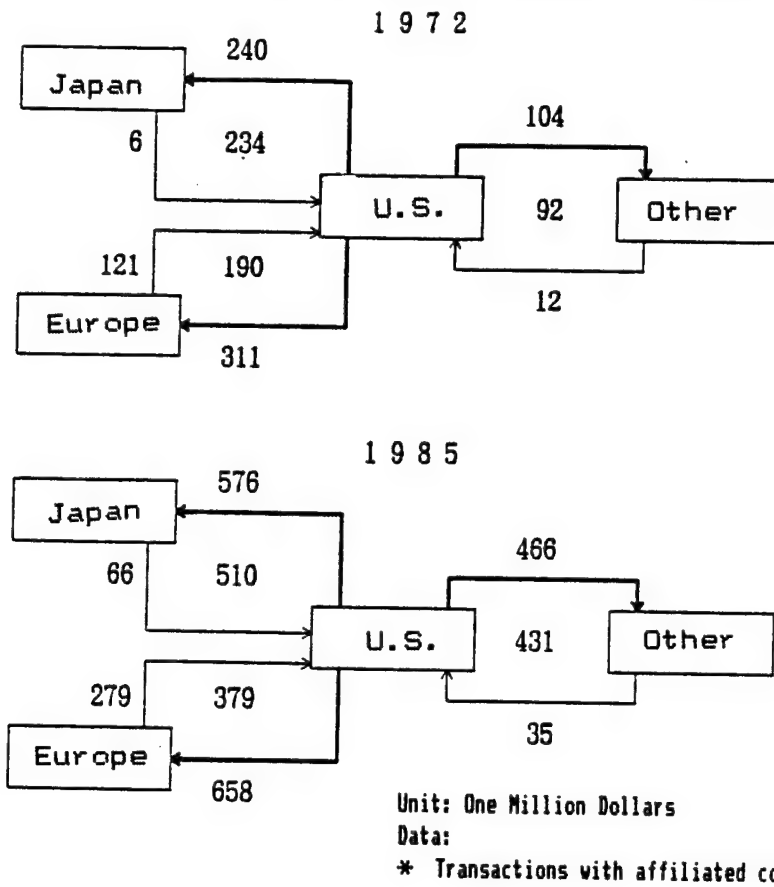 1 9 7 2
240
Japan
6 234
104
U.S. 92 Other
121 190
12
Europe
311
1 9 8 5
576
Japan
66 510
466
U.S. 431 Other
279 379
35
Europe
658
Unit: One Million Dollars
Data:
* Transactions with affiliated